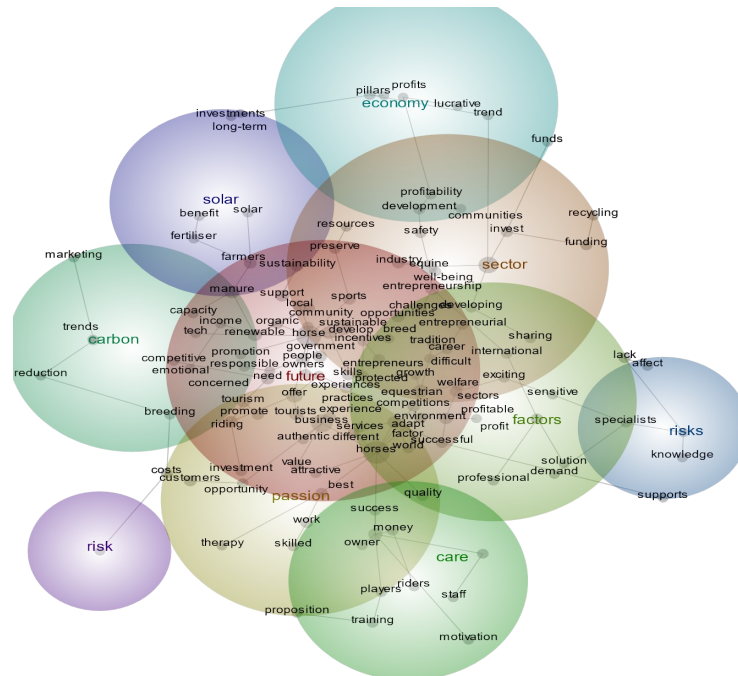 pillars
profits
economy
lucrative
trend
investments
long-term
funds
solar
benefit
solar
fertiliser
farmers
profitability
development
communities
safety
invest
recycling
funding
resources
preserve
sustainability
industry
equine
well-being
sector
entrepreneurship
marketing
manure
support
local
sports
challenges
developing
capacity
community
opportunities
income
organic
sustainable
entrepreneurial
trends
carbon
tech
renewable
horse
develop
breed
incentives
tradition
sharing
government
career
international
competitive
promotion
people
emotional
responsible
owners
entrepreneurs
difficult
lack
affect
reduction
concerned
need
future
skills
protected
growth
exciting
experiences
equestrian
welfare
sensitive
tourism
offer
practices
competitions
sectors
breeding
promote
tourists
experience
environment
profitable
riding
business
services
adapt
profit
factors
specialists
risks
authentic
different
factor
successful
world
horses
knowledge
value
solution
costs
customers
investment
attractive
demand
opportunity
passion
best
quality
professional
supports
success
work
money
risk
therapy
skilled
owner
care
players
riders
staff
proposition
training
motivation